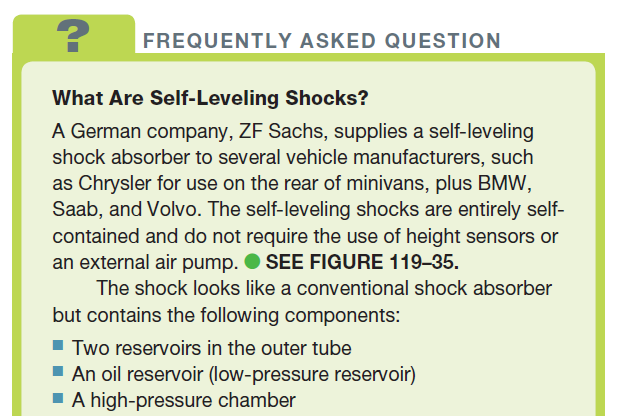 ?
FREQUENTLY ASKED QUESTION
What Are Self-Leveling Shocks?
A German company, ZF Sachs, supplies a self-leveling
shock absorber to several vehicle manufacturers, such
as Chrysler for use on the rear of minivans, plus BMW,
Saab, and Volvo. The self-leveling shocks are entirely self-
contained and do not require the use of height sensors or
an external air pump. ● SEE FIGURE 119–35.
The shock looks like a conventional shock absorber
but contains the following components:
■ Two reservoirs in the outer tube
■ An oil reservoir (low-pressure reservoir)
■ A high-pressure chamber